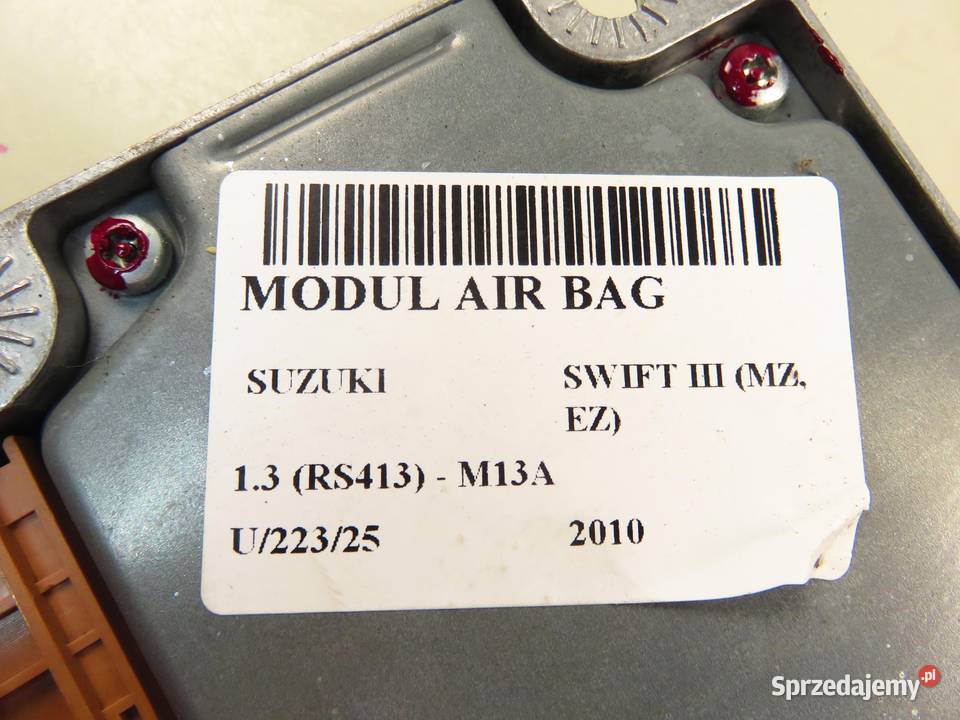 MODUL AIR BAG
SUZUKI
SWIFT III (MZ,
EZ)
1.3 (RS413) - M13A
U/223/25
2010
Sprzedajemy.pl